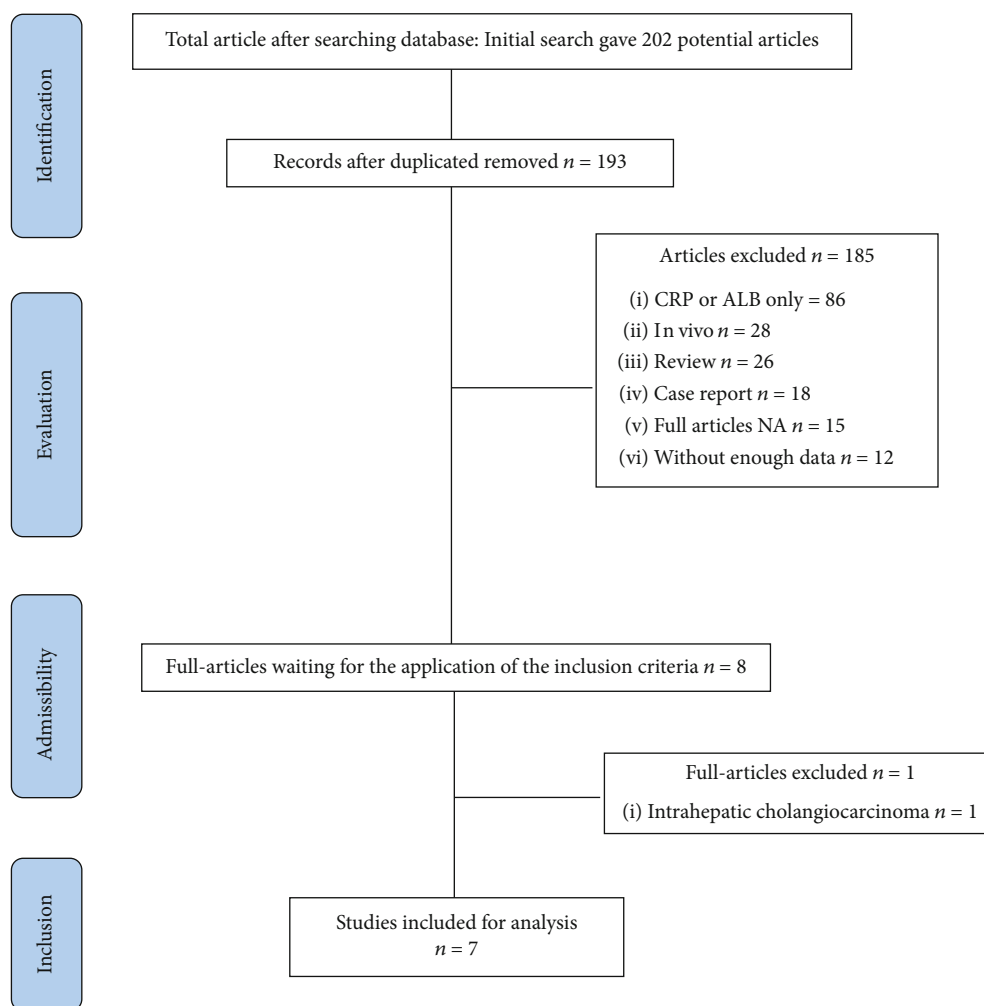 Identification
Total article after searching database: Initial search gave 202 potential articles
Records after duplicated removed n = 193
Evaluation
Articles excluded n = 185
(i) CRP or ALB only = 86
(ii) In vivo n = 28
(iii) Review n = 26
(iv) Case report n = 18
(v) Full articles NA n = 15
(vi) Without enough data n = 12
Admissibility
Full-articles waiting for the application of the inclusion criteria n = 8
Full-articles excluded n = 1
(i) Intrahepatic cholangiocarcinoma n = 1
Inclusion
Studies included for analysis
n = 7